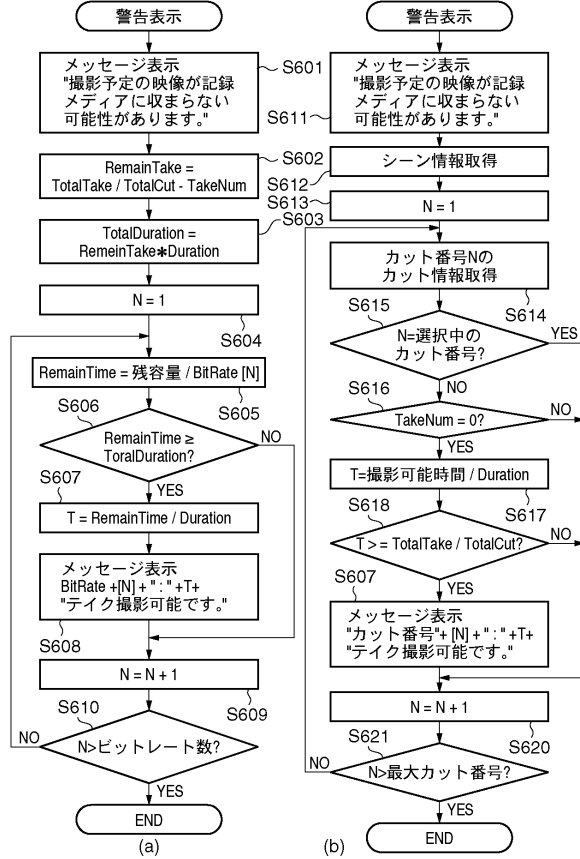 警告表示
メッセージ表示
"撮影予定の映像が記録
メディアに収まらない
可能性があります。"
S601
RemainTake =
TotalTake / TotalCut - TakeNum
S602
TotalDuration =
RemeinTake*Duration
S603
N = 1
S604
RemainTime = 残容量 / BitRate [N]
S605
S606
RemainTime ≥
ToralDuration?
NO
YES
S607
T = RemainTime / Duration
メッセージ表示
BitRate +[N] + " : " +T+
"テイク撮影可能です。"
S608
N = N + 1
S609
S610
N>ビットレート数?
NO
YES
END
(a)
警告表示
メッセージ表示
"撮影予定の映像が記録
メディアに収まらない
可能性があります。"
S611
シーン情報取得
S612
S613
N = 1
カット番号Nの
カット情報取得
S614
S615
N=選択中の
カット番号?
YES
NO
S616
TakeNum = 0?
NO
YES
T=撮影可能時間 / Duration
S617
S618
T >= TotalTake / TotalCut?
NO
YES
S607
メッセージ表示
"カット番号"+ [N] + " : " +T+
"テイク撮影可能です。"
N = N + 1
S620
S621
N>最大カット番号?
NO
YES
END
(b)